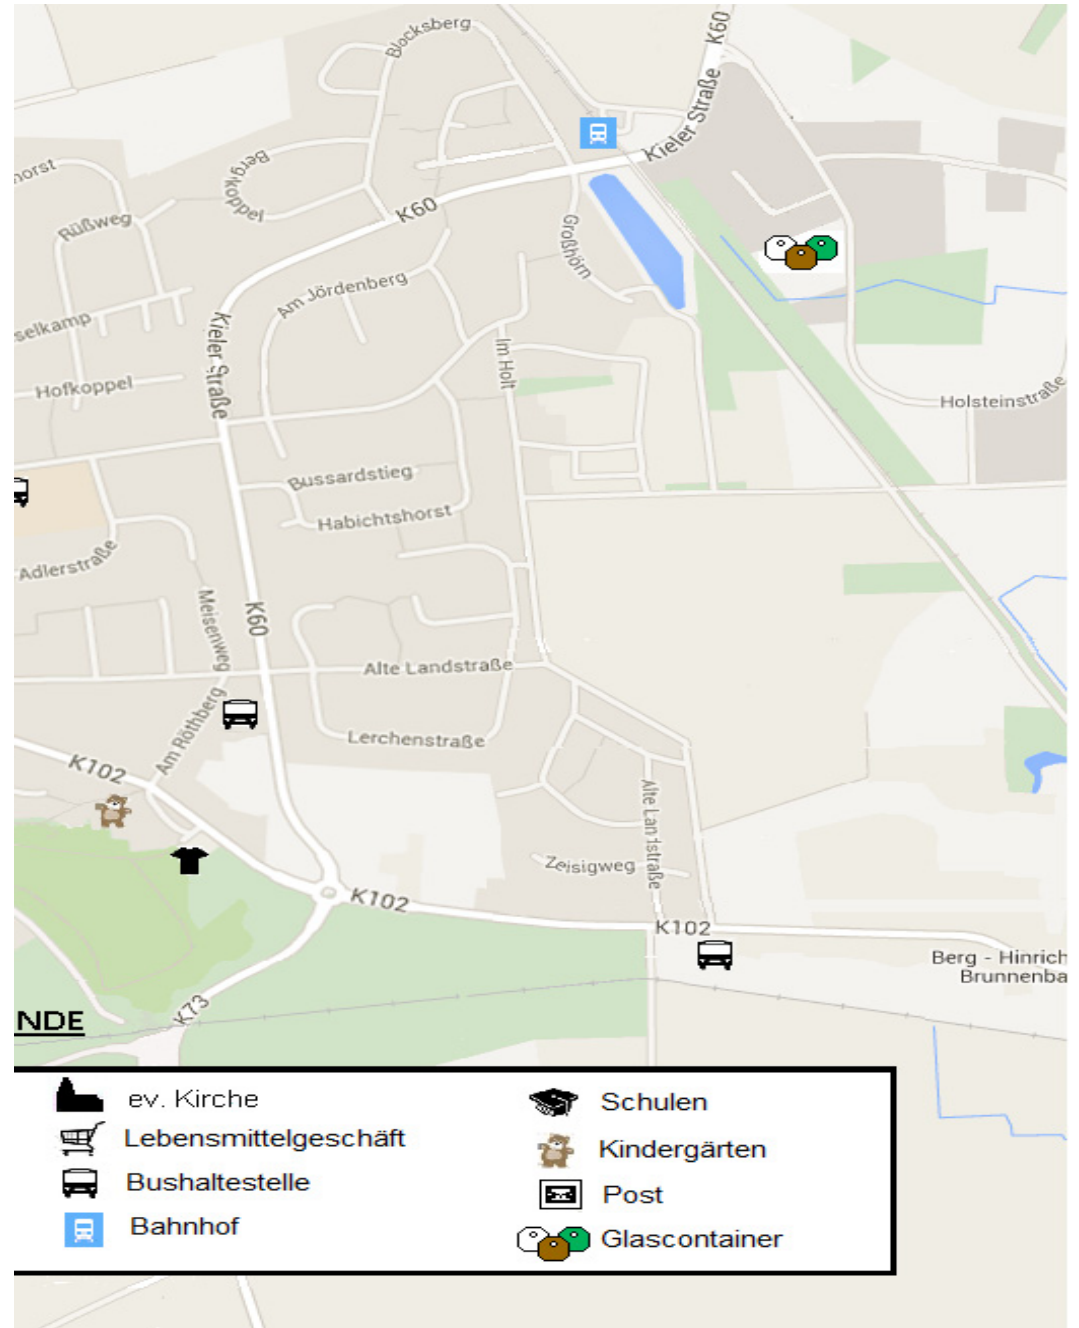 K60
Blocksberg
Kieler Straße
Berg
koppel
horst
K60
Rüßweg
Großhörn
Am Jördenberg
selkamp
Kieler Straße
Im Holt
Hofkoppel
Holsteinstraße
Bussardstieg
Habichtshorst
Adlerstraße
Meisenweg
K60
Alte Landstraße
Am Röthberg
Lerchenstraße
K102
Alte Landstraße
Zeisigweg
K102
K102
Berg - Hinrich
Brunnenba
K73
NDE
ev. Kirche
Schulen
Lebensmittelgeschäft
Kindergärten
Bushaltestelle
Post
Bahnhof
Glascontainer